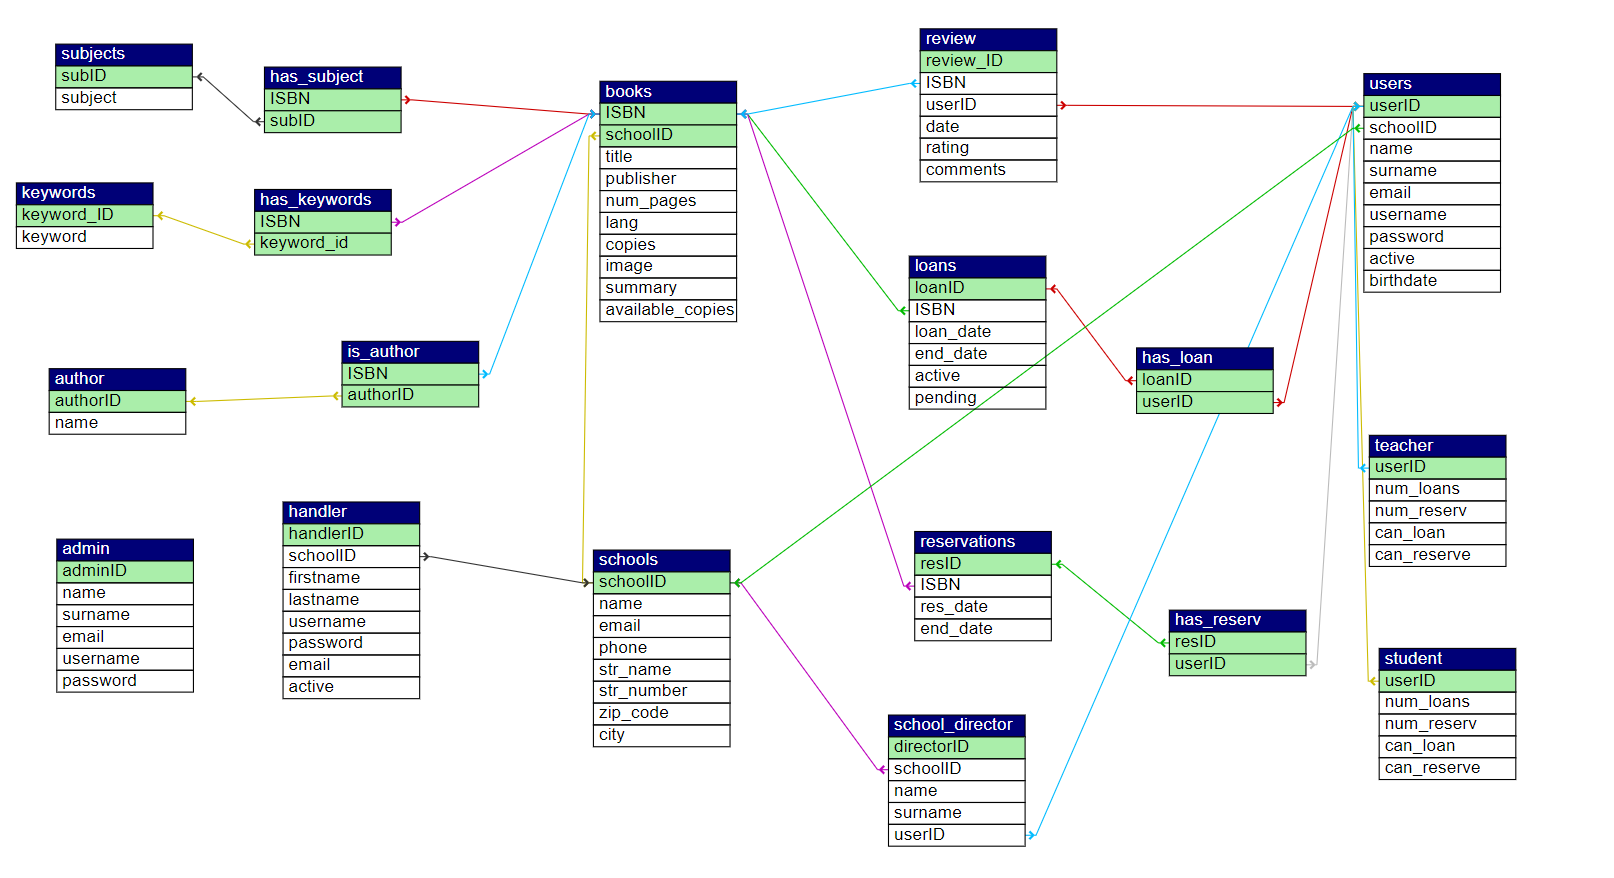 subjects
subID
subject
has_subject
ISBN
subID
keywords
keyword_ID
keyword
has_keywords
ISBN
keyword_id
author
authorID
name
is_author
ISBN
authorID
admin
adminID
name
surname
email
username
password
handler
handlerID
schoolID
firstname
lastname
username
password
email
active
books
ISBN
schoolID
title
publisher
num_pages
lang
copies
image
summary
available_copies
schools
schoolID
name
email
phone
str_name
str_number
zip_code
city
review
review_ID
ISBN
userID
date
rating
comments
loans
loanID
ISBN
loan_date
end_date
active
pending
has_loan
loanID
userID
reservations
resID
ISBN
res_date
end_date
has_reserv
resID
userID
school_director
directorID
schoolID
name
surname
userID
users
userID
schoolID
name
surname
email
username
password
active
birthdate
teacher
userID
num_loans
num_reserv
can_loan
can_reserve
student
userID
num_loans
num_reserv
can_loan
can_reserve